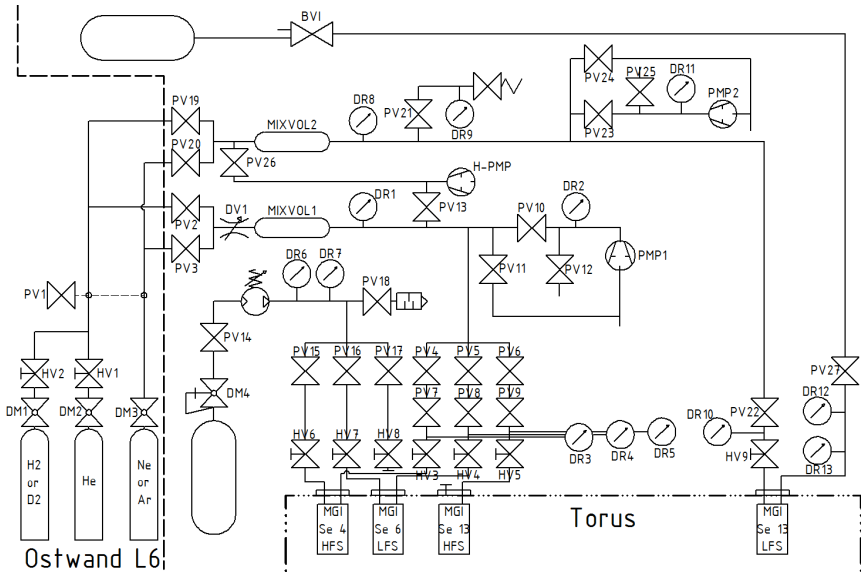 BVI
PV24
PV25
DR11
PMP2
PV19
DR8
PV21
DR9
PV23
MIXVOL2
PV20
PV26
H-PMP
DR1
PV13
PV10
DR2
PV2
DV1
MIXVOL1
PV3
PV11
PV12
PMP1
DR6
DR7
PV18
PV1
PV14
PV15
PV16
PV17
PV4
PV5
PV6
HV2
HV1
PV27
DM1
DM2
DM3
DM4
PV7
PV8
PV9
DR12
PV22
DR10
HV6
HV7
HV8
DR3
DR4
DR5
HV9
DR13
HV3
HV4
HV5
H2
or
D2
He
Ne
or
Ar
MGI
Se 4
HFS
MGI
Se 6
LFS
MGI
Se 13
HFS
Torus
MGI
Se 13
LFS
Ostwand L6